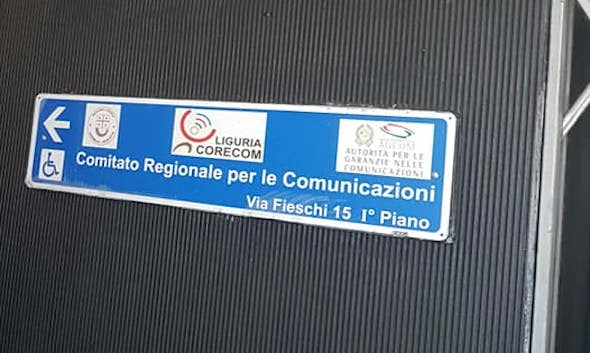 LIGURIA
CORECOM
AGCOM
AUTORITÀ PER LE
GARANZIE NELLE
COMUNICAZIONI
Comitato Regionale per le Comunicazioni
Via Fieschi 15 I° Piano